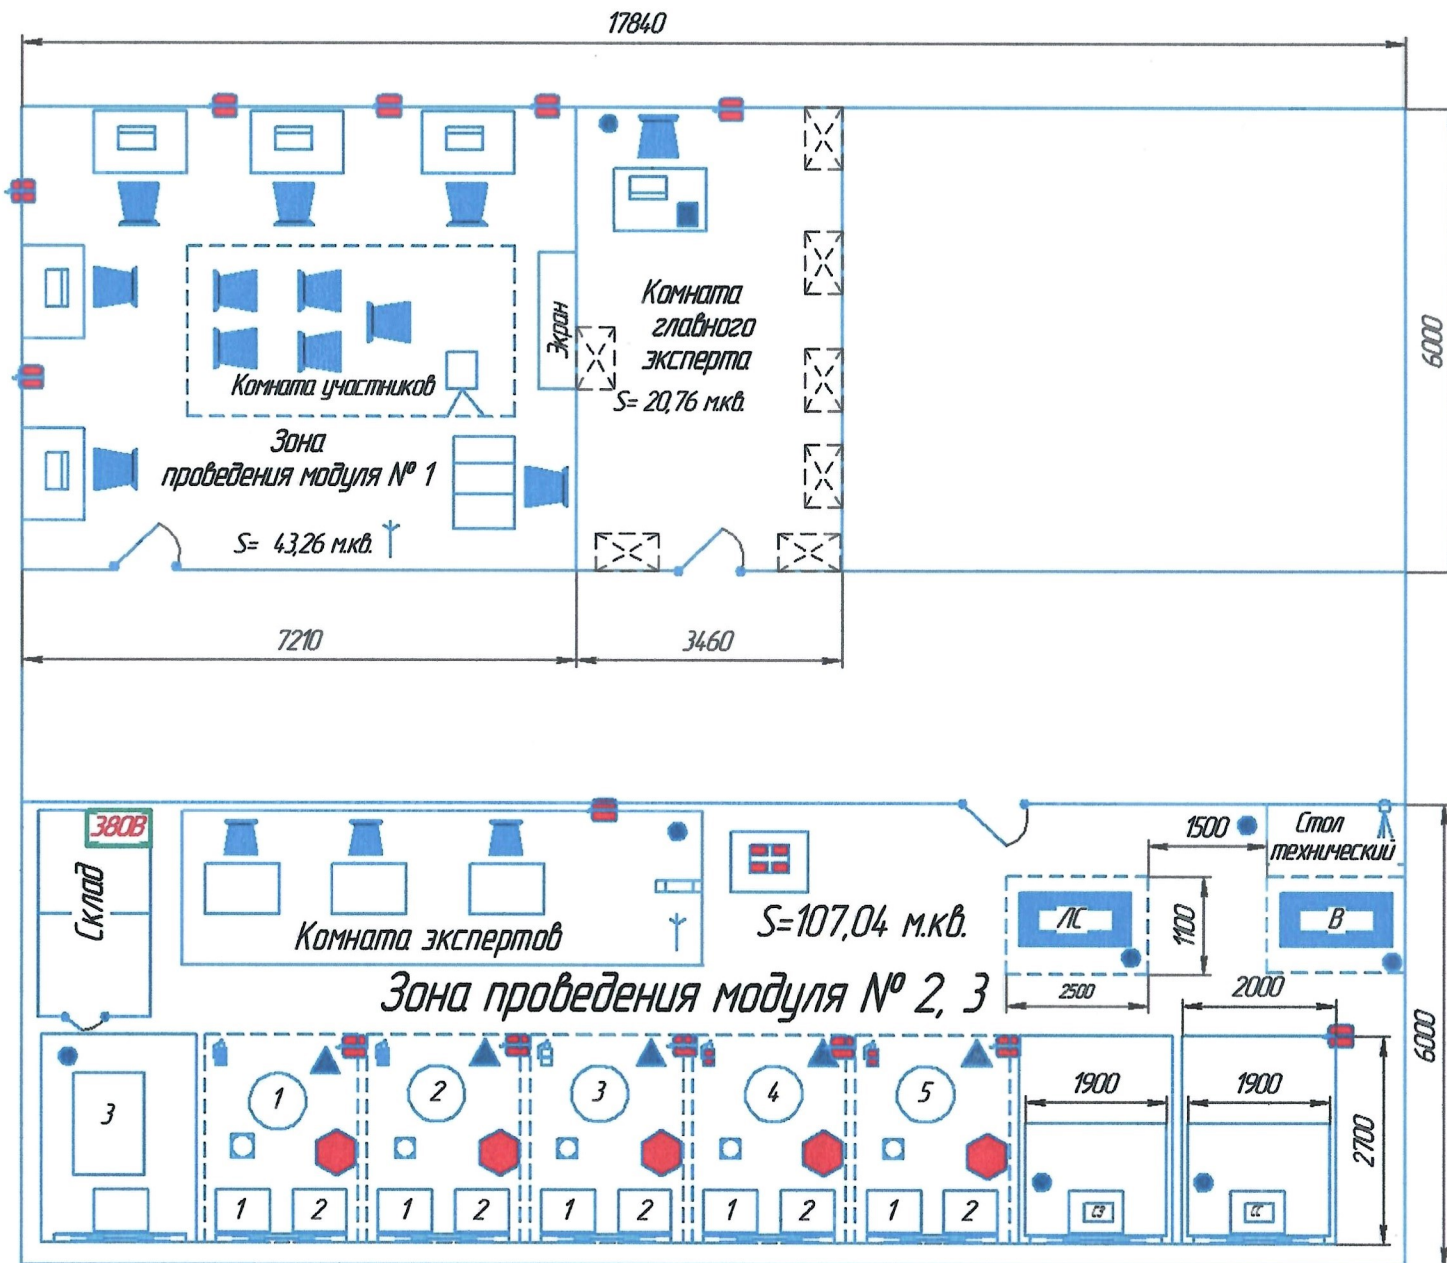 17840
Экран
Комната
главного
эксперта
S= 20,76 м.кв.
6000
Комната участников
Зона
проведения модуля № 1
S= 43,26 м.кв.
7210
3460
380В
Склад
Комната экспертов
S=107,04 м.кв.
1500
Стол
технический
ЛС
1100
В
2500
2000
Зона проведения модуля № 2, 3
6000
3
1
2
3
4
5
1900
1900
2700
1
2
1
2
1
2
1
2
1
2
СЭ
СС